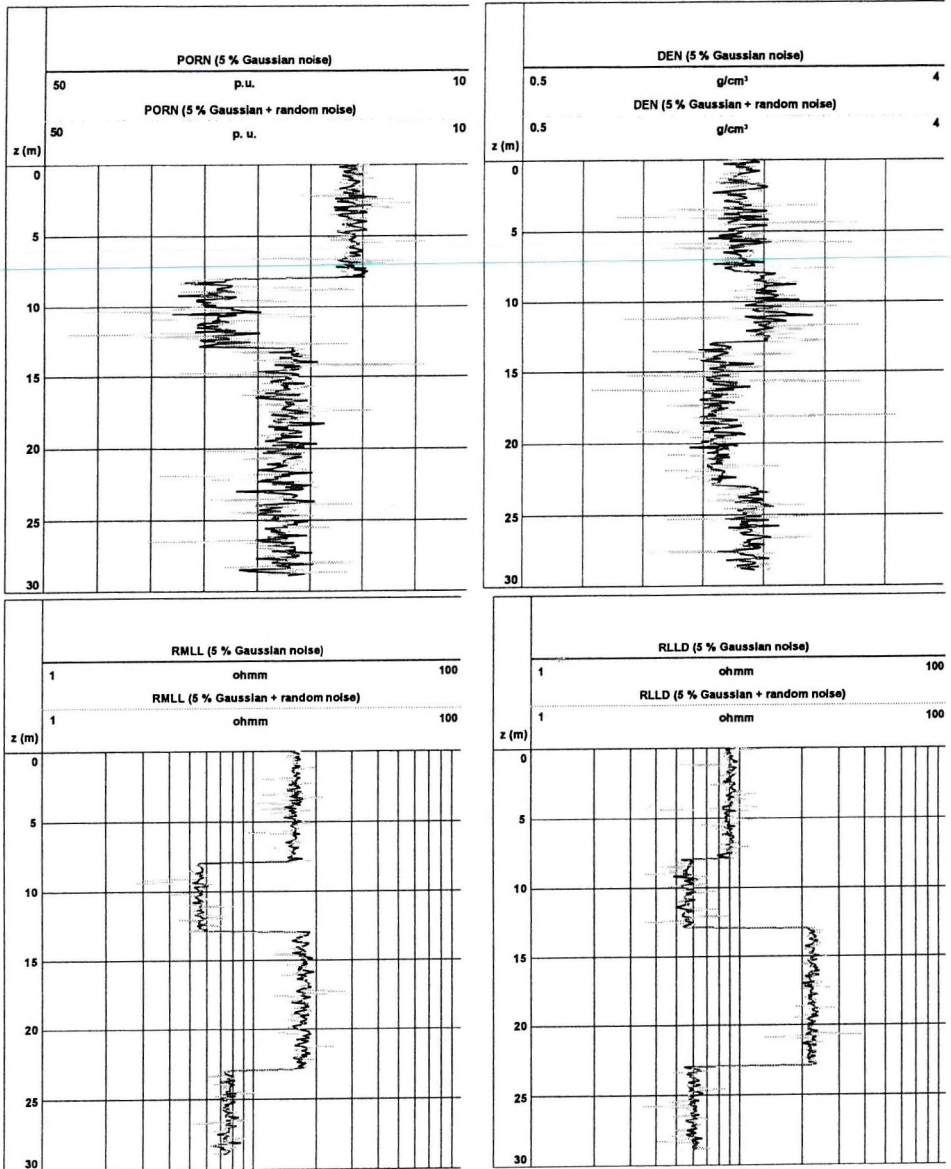 PORN (5 % Gaussian noise)
50 p.u. 10
PORN (5 % Gaussian + random noise)
50 p. u. 10
z (m)
0
5
10
15
20
25
30
DEN (5 % Gaussian noise)
0.5 g/cm³ 4
DEN (5 % Gaussian + random noise)
0.5 g/cm³ 4
z (m)
0
5
10
15
20
25
30
RMLL (5 % Gaussian noise)
1 ohmm 100
RMLL (5 % Gaussian + random noise)
1 ohmm 100
z (m)
0
5
10
15
20
25
30
RLLD (5 % Gaussian noise)
1 ohmm 100
RLLD (5 % Gaussian + random noise)
1 ohmm 100
z (m)
0
5
10
15
20
25
30